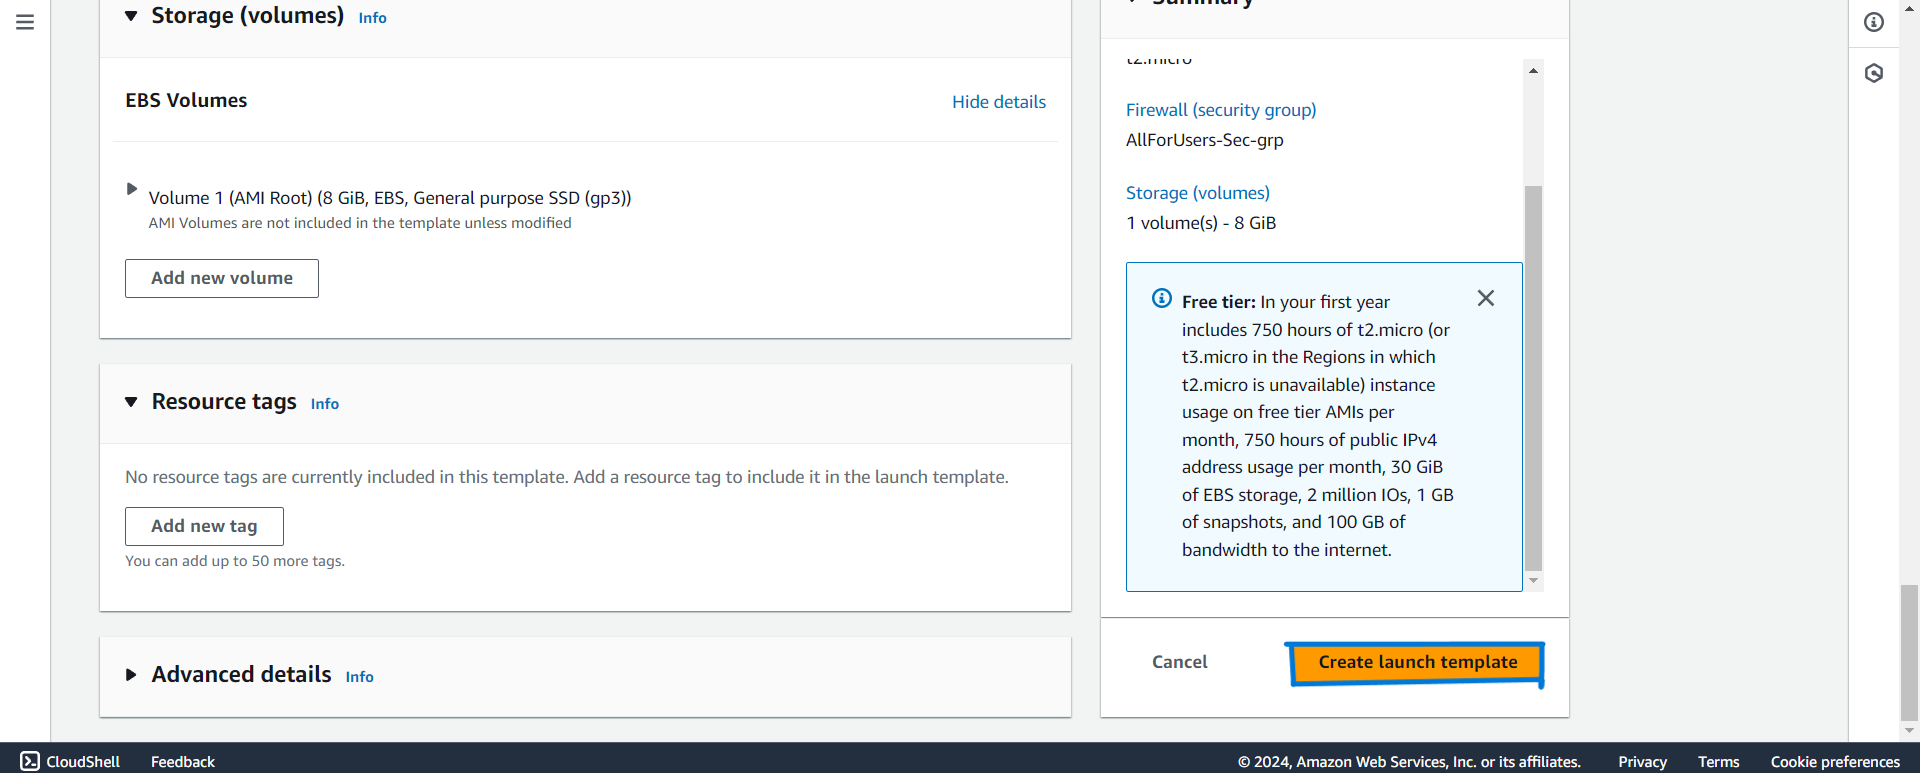 Storage (volumes) Info
EBS Volumes
Hide details
Volume 1 (AMI Root) (8 GiB, EBS, General purpose SSD (gp3))
AMI Volumes are not included in the template unless modified
Add new volume
Resource tags Info
No resource tags are currently included in this template. Add a resource tag to include it in the launch template.
Add new tag
You can add up to 50 more tags.
Advanced details Info
Summary
t2.micro
Firewall (security group)
AllForUsers-Sec-grp
Storage (volumes)
1 volume(s) - 8 GiB
Free tier: In your first year
includes 750 hours of t2.micro (or
t3.micro in the Regions in which
t2.micro is unavailable) instance
usage on free tier AMIs per
month, 750 hours of public IPv4
address usage per month, 30 GiB
of EBS storage, 2 million IOs, 1 GB
of snapshots, and 100 GB of
bandwidth to the internet.
Cancel
Create launch template
CloudShell
Feedback
© 2024, Amazon Web Services, Inc. or its affiliates.
Privacy
Terms
Cookie preferences